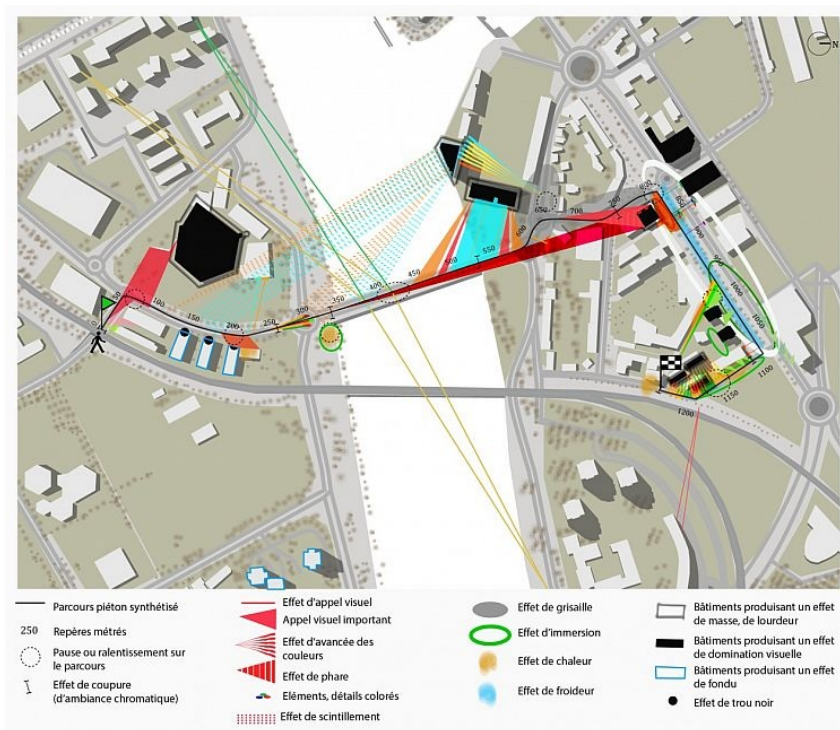 N
50
100
150
200
250
300
350
400
450
500
550
600
650
700
800
850
900
950
1000
1050
1100
1150
1200
Parcours piéton synthétisé
250 Repères métrés
Pause ou ralentissement sur
le parcours
Effet de coupure
(d'ambiance chromatique)
Effet d'appel visuel
Appel visuel important
Effet d'avancée des
couleurs
Effet de phare
Eléments, détails colorés
Effet de scintillement
Effet de grisaille
Effet d'immersion
Effet de chaleur
Effet de froideur
Bâtiments produisant un effet
de masse, de lourdeur
Bâtiments produisant un effet
de domination visuelle
Bâtiments produisant un effet
de fondu
Effet de trou noir